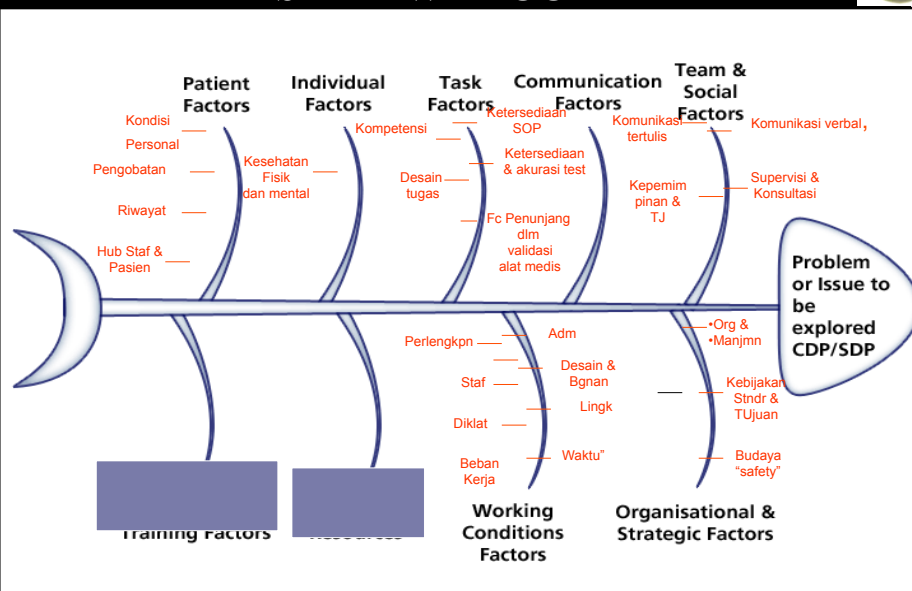 Patient
Factors
Individual
Factors
Task
Factors
Communication
Factors
Team &
Social
Factors
Kondisi
Personal
Pengobatan
Riwayat
Hub Staf &
Pasien
Kesehatan
Fisik
dan mental
Kompetensi
Desain
tugas
Ketersediaan
SOP
Ketersediaan
& akurasi test
Fc Penunjang
dlm
validasi
alat medis
Komunikasi
tertulis
Kepemim
pinan &
TJ
Komunikasi verbal,
Supervisi &
Konsultasi
Problem
or Issue to
be
explored
CDP/SDP
Perlengkpn
Staf
Diklat
Beban
Kerja
Adm
Desain &
Bgnan
Lingk
Waktu”
•Org &
•Manjmn
Kebijakan
Stndr &
TUjuan
Budaya
“safety”
Training Factors
Resources
Working
Conditions
Factors
Organisational &
Strategic Factors